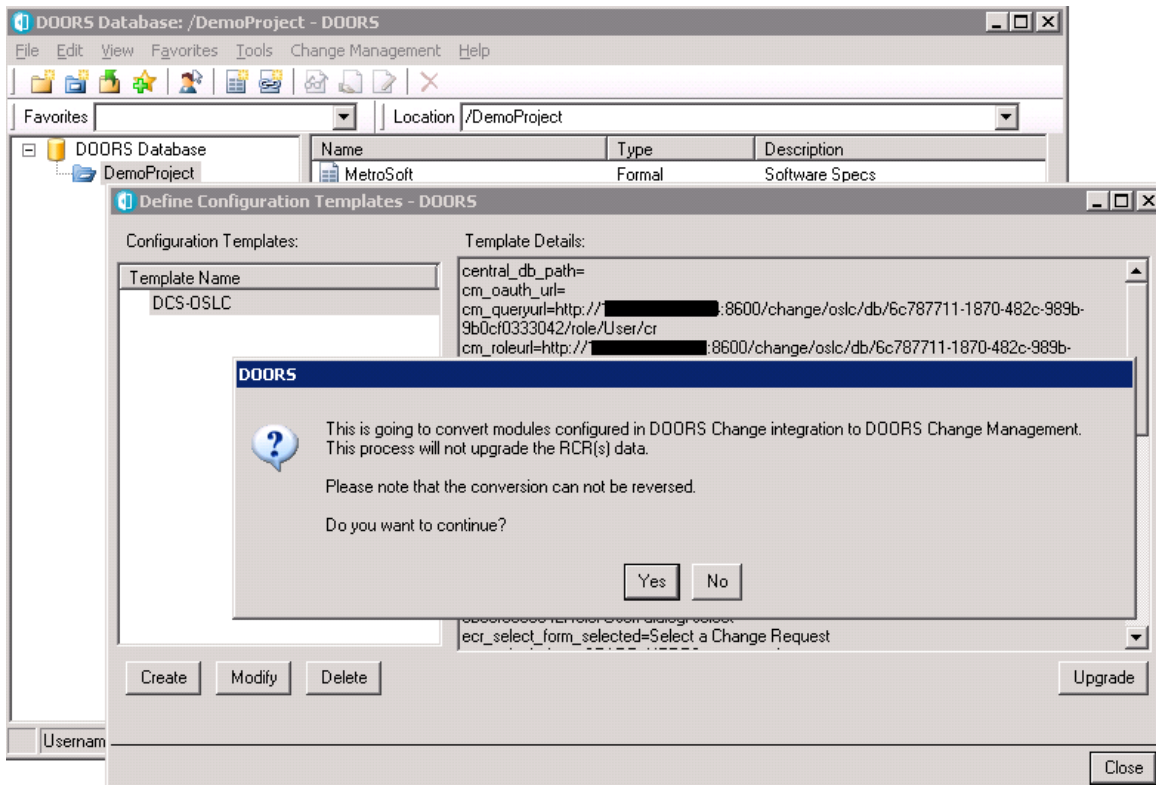 DOORS Database: /DemoProject - DOORS
File Edit View Favorites Tools Change Management Help
Favorites
Location /DemoProject
DOORS Database
DemoProject
Name Type Description
MetroSoft Formal Software Specs
Define Configuration Templates - DOORS
Configuration Templates:
Template Details:
Template Name
DCS-OSLC
central_db_path=
cm_oauth_url=
cm_queryurl=http://1 :8600/change/oslc/db/6c787711-1870-482c-989b-
9b0cf0333042/role/User/cr
cm_roleurl=http://1 :8600/change/oslc/db/6c787711-1870-482c-989b-
DOORS
This is going to convert modules configured in DOORS Change integration to DOORS Change Management.
This process will not upgrade the RCR(s) data.
Please note that the conversion can not be reversed.
Do you want to continue?
Yes No
ecr_select_form_selected=Select a Change Request
Create Modify Delete
Upgrade
Usernam
Close